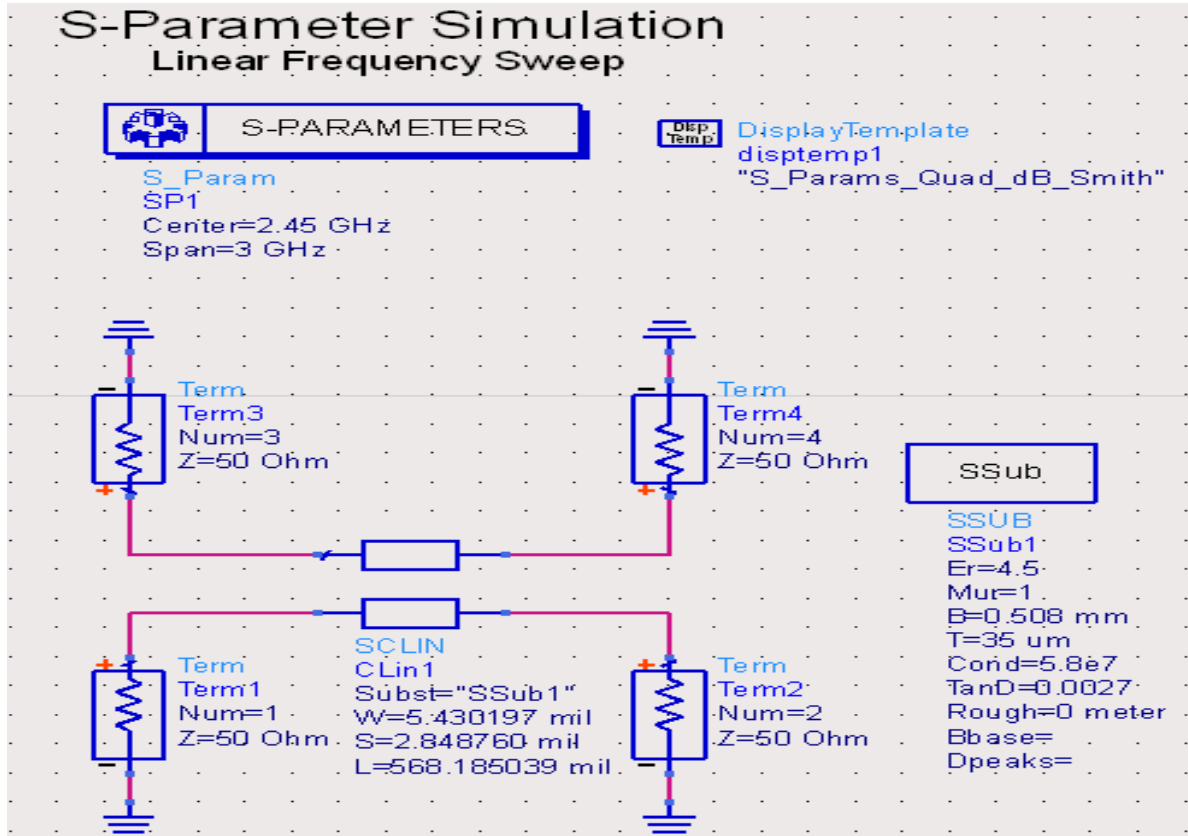 S-Parameter Simulation
Linear Frequency Sweep
S-PARAMETERS
S_Param
SP1
Center=2.45 GHz
Span=3 GHz
Disp
Temp
DisplayTemplate
disptemp1
"S_Params_Quad_dB_Smith"
Term
Term3
Num=3
Z=50 Ohm
Term
Term4
Num=4
Z=50 Ohm
SSub
SSUB
SSub1
Er=4.5
Mur=1
B=0.508 mm
T=35 um
Cond=5.8e7
TanD=0.0027
Rough=0 meter
Bbase=
Dpeaks=
Term
Term1
Num=1
Z=50 Ohm
SCLIN
CLin1
Subst="SSub1"
W=5.430197 mil
S=2.848760 mil
L=568.185039 mil
Term
Term2
Num=2
Z=50 Ohm